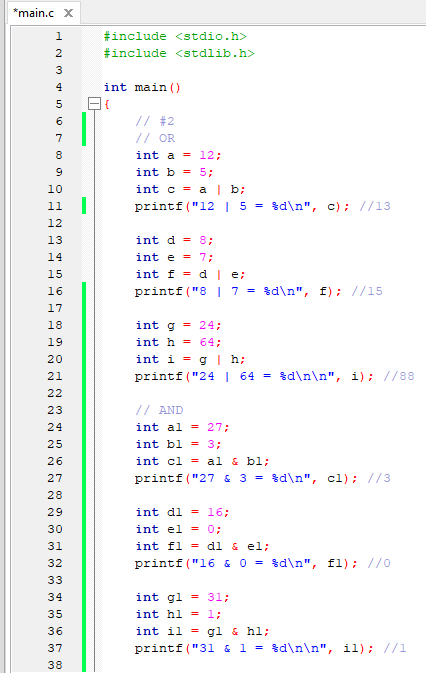 *main.c X
1 #include <stdio.h>
2 #include <stdlib.h>
3
4 int main()
5 {
6 // #2
7 // OR
8 int a = 12;
9 int b = 5;
10 int c = a | b;
11 printf("12 | 5 = %d\n", c); //13
12
13 int d = 8;
14 int e = 7;
15 int f = d | e;
16 printf("8 | 7 = %d\n", f); //15
17
18 int g = 24;
19 int h = 64;
20 int i = g | h;
21 printf("24 | 64 = %d\n\n", i); //88
22
23 // AND
24 int a1 = 27;
25 int b1 = 3;
26 int c1 = a1 & b1;
27 printf("27 & 3 = %d\n", c1); //3
28
29 int d1 = 16;
30 int e1 = 0;
31 int f1 = d1 & e1;
32 printf("16 & 0 = %d\n", f1); //0
33
34 int g1 = 31;
35 int h1 = 1;
36 int i1 = g1 & h1;
37 printf("31 & 1 = %d\n\n", i1); //1
38